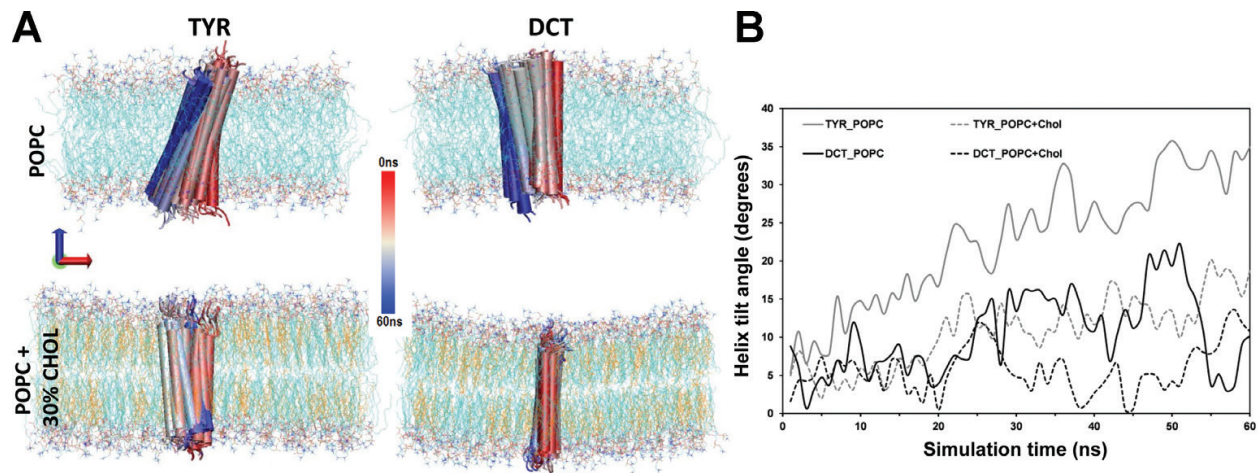 A
TYR
DCT
POPC
0ns
60ns
POPC +
30% CHOL
B
Helix tilt angle (degrees)
40
35
30
25
20
15
10
5
0
TYR_POPC
TYR_POPC+Chol
DCT_POPC
DCT_POPC+Chol
0
10
20
30
40
50
60
Simulation time (ns)